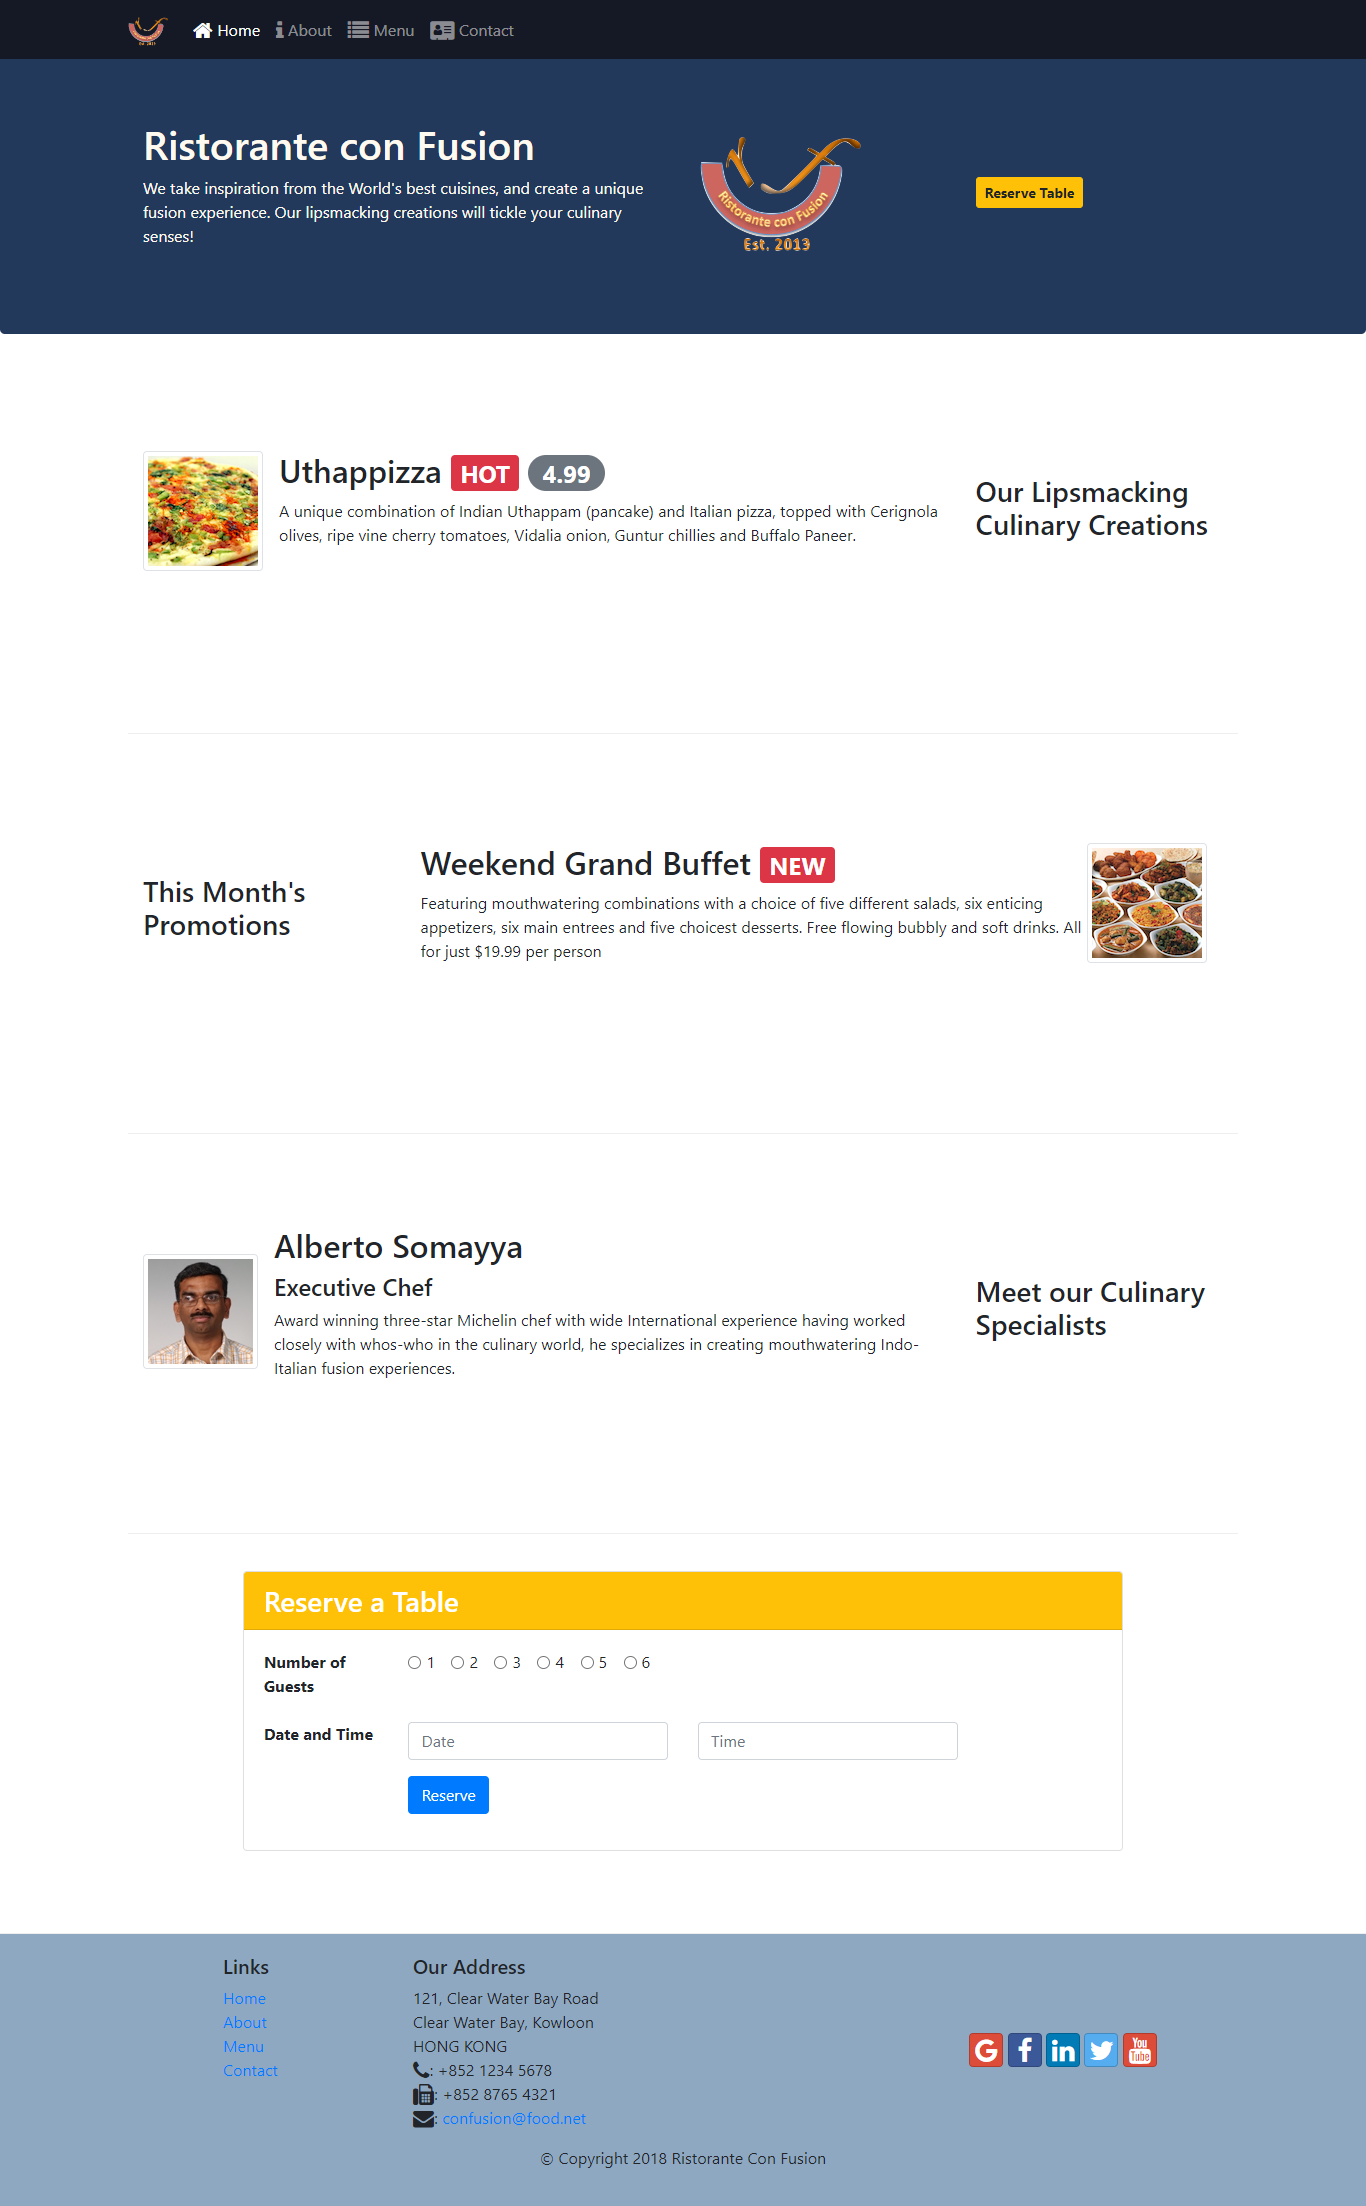 Home About Menu Contact
Ristorante con Fusion
We take inspiration from the World's best cuisines, and create a unique
fusion experience. Our lipsmacking creations will tickle your culinary
senses!
Ristorante con Fusion
Est. 2013
Reserve Table
Uthappizza HOT 4.99
A unique combination of Indian Uthappam (pancake) and Italian pizza, topped with Cerignola
olives, ripe vine cherry tomatoes, Vidalia onion, Guntur chillies and Buffalo Paneer.
Our Lipsmacking
Culinary Creations
This Month's
Promotions
Weekend Grand Buffet NEW
Featuring mouthwatering combinations with a choice of five different salads, six enticing
appetizers, six main entrees and five choicest desserts. Free flowing bubbly and soft drinks. All
for just $19.99 per person
Alberto Somayya
Executive Chef
Award winning three-star Michelin chef with wide International experience having worked
closely with whos-who in the culinary world, he specializes in creating mouthwatering Indo-
Italian fusion experiences.
Meet our Culinary
Specialists
Reserve a Table
Number of
Guests
1 2 3 4 5 6
Date and Time
Date
Time
Reserve
Links
Home
About
Menu
Contact
Our Address
121, Clear Water Bay Road
Clear Water Bay, Kowloon
HONG KONG
: +852 1234 5678
: +852 8765 4321
: confusion@food.net
G f in You Tube
© Copyright 2018 Ristorante Con Fusion